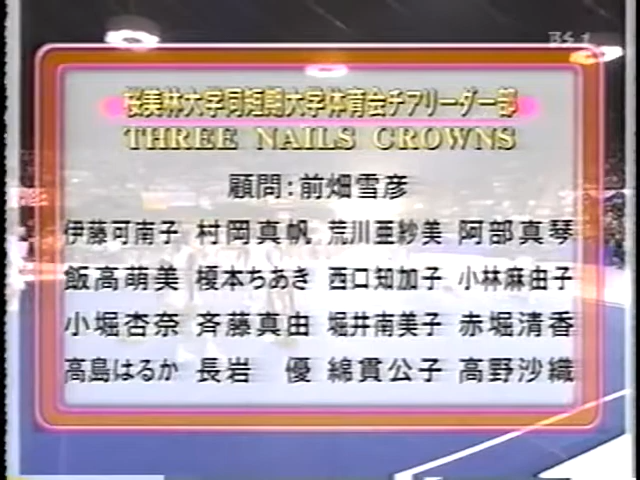 BS 1
桜美林大学同短期大学体育会チアリーダー部
THREE NAILS CROWNS
顧問:前畑雪彦
伊藤可南子 村岡真帆 荒川亜紗美 阿部真琴
飯高萌美 榎本ちあき 西口知加子 小林麻由子
小堀杏奈 斉藤真由 堀井南美子 赤堀清香
高島はるか 長岩 優 綿貫公子 高野沙織